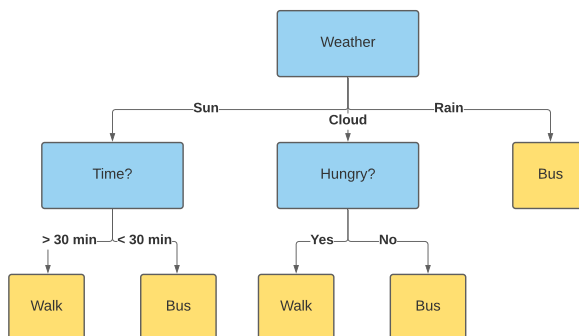 Weather
Sun
Cloud
Rain
Time?
Hungry?
Bus
> 30 min
< 30 min
Yes
No
Walk
Bus
Walk
Bus